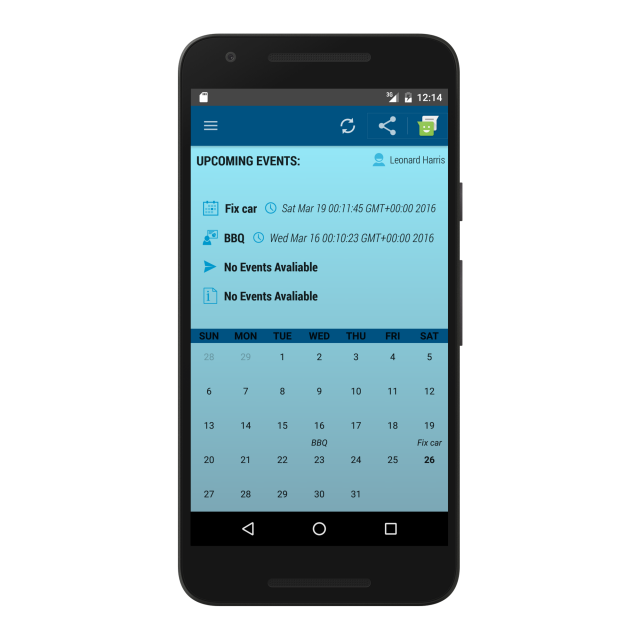 3G 12:14
UPCOMING EVENTS: Leonard Harris
Fix car Sat Mar 19 00:11:45 GMT+00:00 2016
BBQ Wed Mar 16 00:10:23 GMT+00:00 2016
No Events Avaliable
No Events Avaliable
SUN MON TUE WED THU FRI SAT
28 29 1 2 3 4 5
6 7 8 9 10 11 12
13 14 15 16 17 18 19
BBQ Fix car
20 21 22 23 24 25 26
27 28 29 30 31